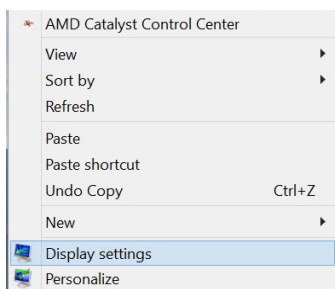 AMD Catalyst Control Center
View
Sort by
Refresh
Paste
Paste shortcut
Undo Copy Ctrl+Z
New
Display settings
Personalize